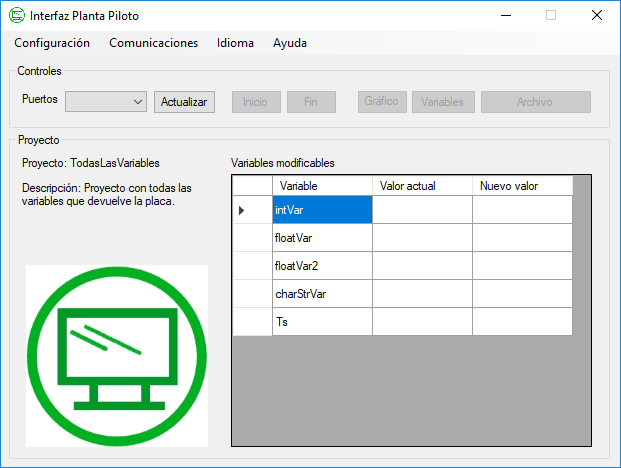 Interfaz Planta Piloto
Configuración Comunicaciones Idioma Ayuda
Controles
Puertos Actualizar Inicio Fin Gráfico Variables Archivo
Proyecto
Proyecto: TodasLasVariables
Descripción: Proyecto con todas las
variables que devuelve la placa.
Variables modificables
Variable Valor actual Nuevo valor
intVar
floatVar
floatVar2
charStrVar
Ts